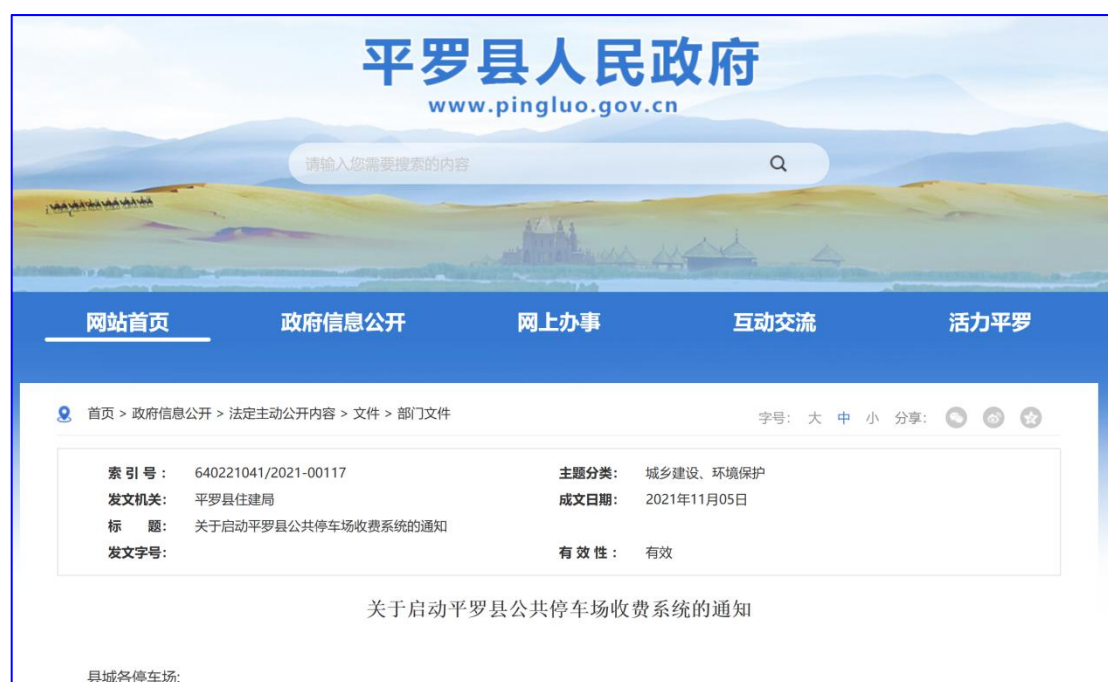 平罗县人民政府
www.pingluo.gov.cn
请输入您需要搜索的内容
网站首页 政府信息公开 网上办事 互动交流 活力平罗
首页 > 政府信息公开 > 法定主动公开内容 > 文件 > 部门文件 字号: 大 中 小 分享:
索 引 号: 640221041/2021-00117 主题分类: 城乡建设、环境保护
发文机关: 平罗县住建局 成文日期: 2021年11月05日
标 题: 关于启动平罗县公共停车场收费系统的通知
发文字号: 有 效 性: 有效
关于启动平罗县公共停车场收费系统的通知
县城各停车场: